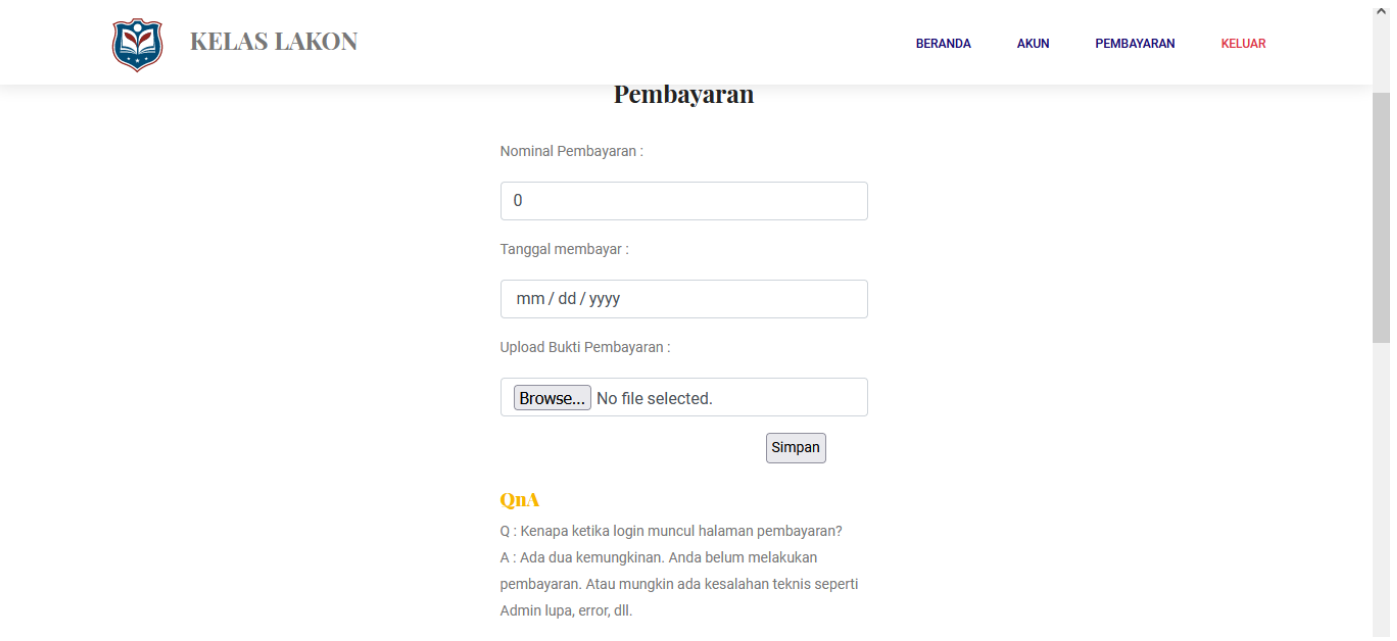 KELAS LAKON
BERANDA AKUN PEMBAYARAN KELUAR
Pembayaran
Nominal Pembayaran :
0
Tanggal membayar :
mm / dd / yyyy
Upload Bukti Pembayaran :
Browse... No file selected.
Simpan
QnA
Q : Kenapa ketika login muncul halaman pembayaran?
A : Ada dua kemungkinan. Anda belum melakukan
pembayaran. Atau mungkin ada kesalahan teknis seperti
Admin lupa, error, dll.